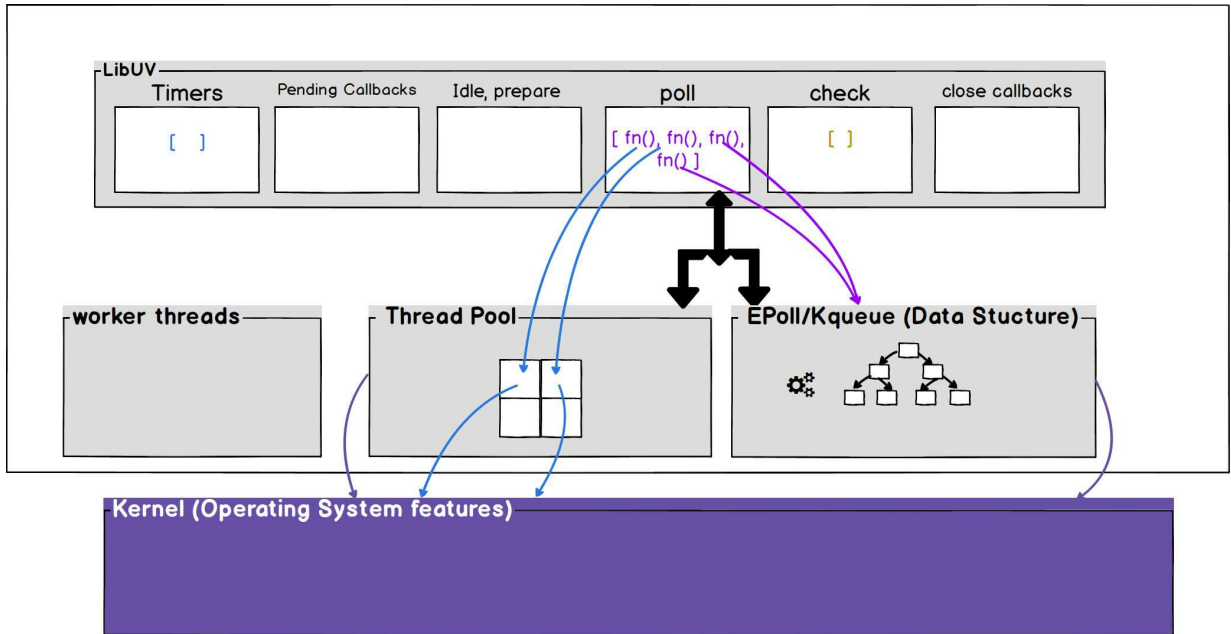 LibUV
Timers
Pending Callbacks
Idle, prepare
poll
check
close callbacks
[ ]
[ fn(), fn(), fn(),
fn() ]
[ ]
worker threads
Thread Pool
EPoll/Kqueue (Data Stucture)
Kernel (Operating System features)